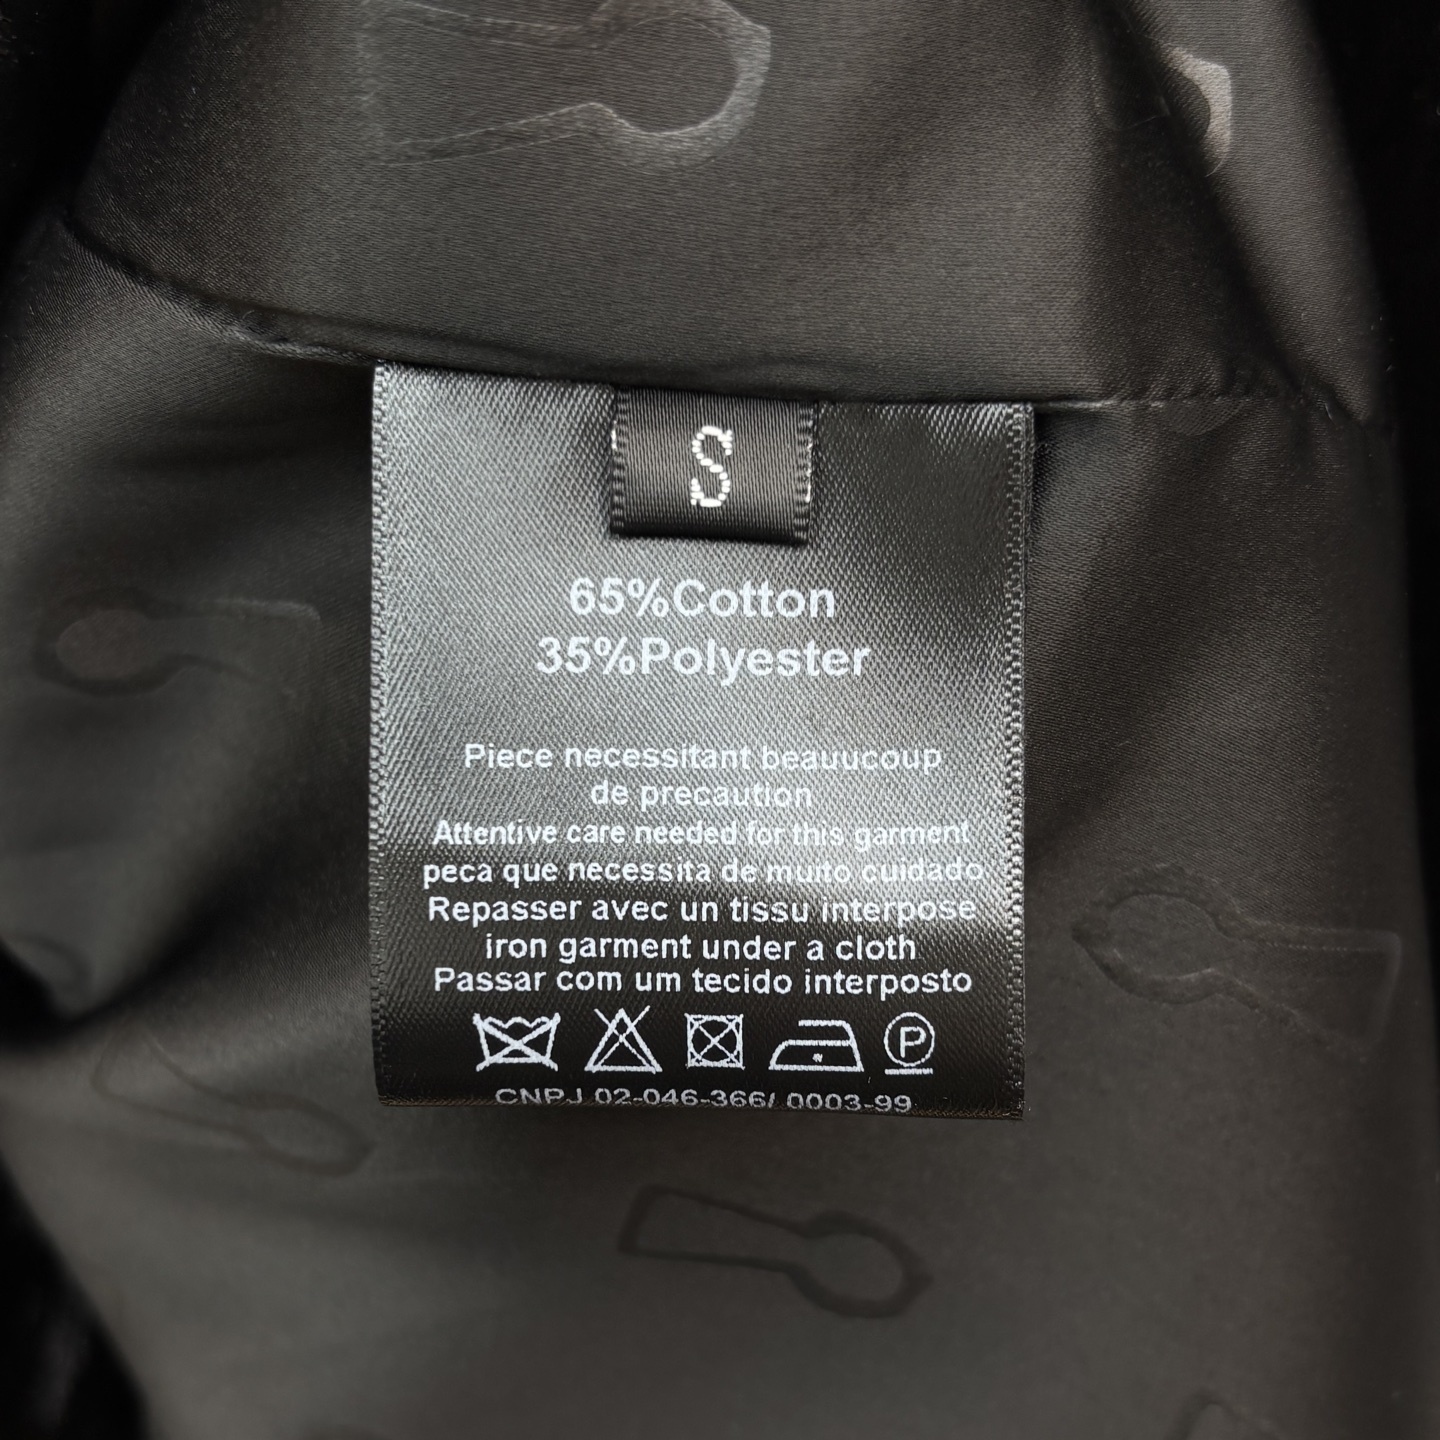 S
65%Cotton
35%Polyester
Piece necessitant beauucoup
de precaution
Attentive care needed for this garment
peca que necessita de muito cuidado
Repasser avec un tissu interpose
iron garment under a cloth
Passar com um tecido interposto
P
CNPJ 02-046-366/ 0003-99